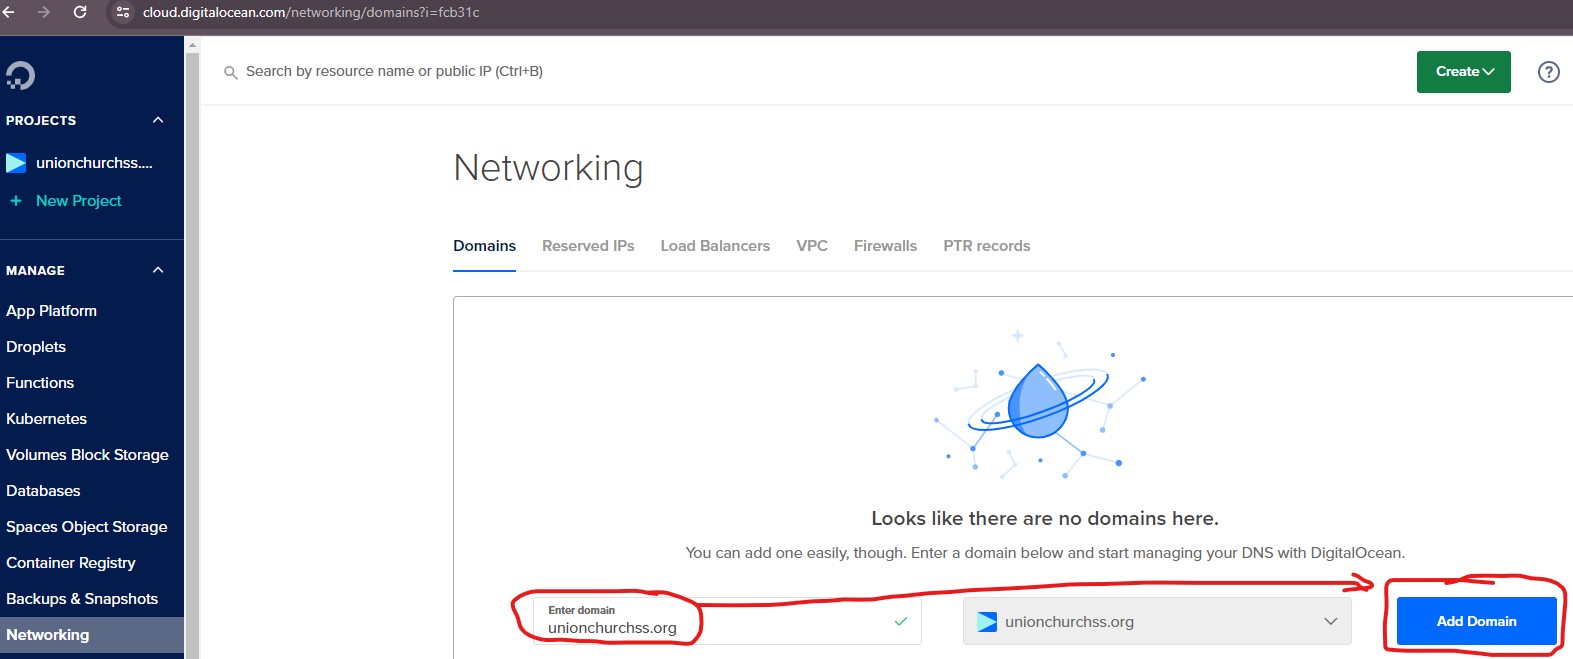 cloud.digitalocean.com/networking/domains?i=fcb31c
Search by resource name or public IP (Ctrl+B)
Create
?
PROJECTS
unionchurchss....
+ New Project
MANAGE
App Platform
Droplets
Functions
Kubernetes
Volumes Block Storage
Databases
Spaces Object Storage
Container Registry
Backups & Snapshots
Networking
Networking
Domains Reserved IPs Load Balancers VPC Firewalls PTR records
Looks like there are no domains here.
You can add one easily, though. Enter a domain below and start managing your DNS with DigitalOcean.
Enter domain
unionchurchss.org
unionchurchss.org
Add Domain